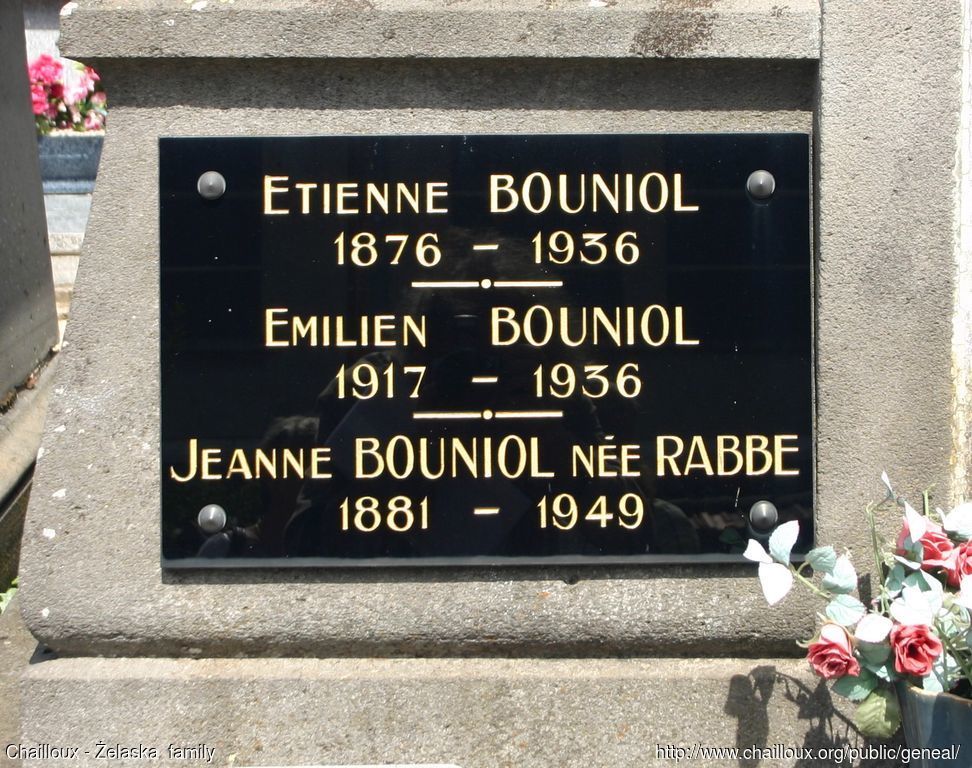 Etienne BOUNIOL
1876 - 1936
Emilien BOUNIOL
1917 - 1936
Jeanne BOUNIOL née RABBE
1881 - 1949
Chailloux - Żelaska family
http://www.chailloux.org/public/geneal/